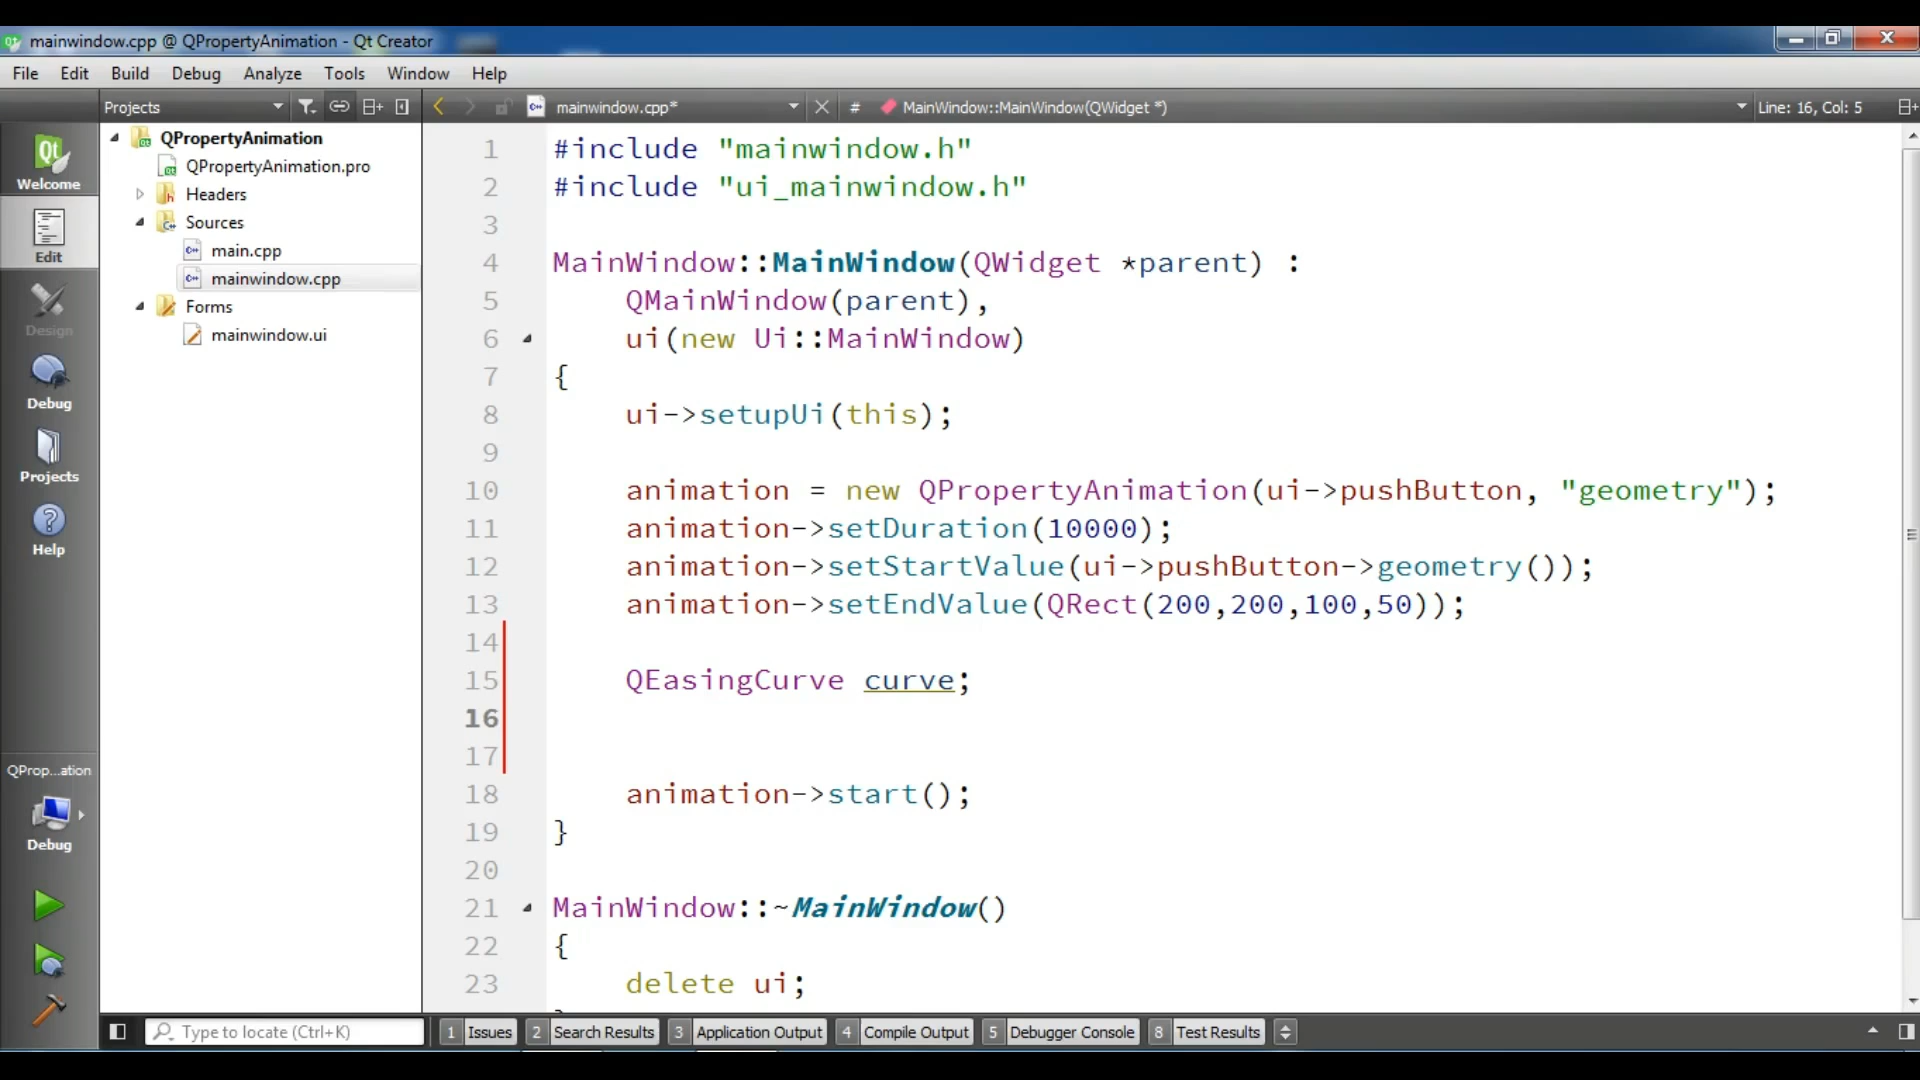 mainwindow.cpp @ QPropertyAnimation - Qt Creator
File Edit Build Debug Analyze Tools Window Help
Projects mainwindow.cpp* # MainWindow::MainWindow(QWidget *) Line: 16, Col: 5
Welcome
Edit
Design
Debug
Projects
Help
QProp...ation
Debug
QPropertyAnimation
QPropertyAnimation.pro
Headers
Sources
main.cpp
mainwindow.cpp
Forms
mainwindow.ui
1 #include "mainwindow.h"
2 #include "ui_mainwindow.h"
3
4 MainWindow::MainWindow(QWidget *parent) :
5 QMainWindow(parent),
6 ui(new Ui::MainWindow)
7 {
8 ui->setupUi(this);
9
10 animation = new QPropertyAnimation(ui->pushButton, "geometry");
11 animation->setDuration(10000);
12 animation->setStartValue(ui->pushButton->geometry());
13 animation->setEndValue(QRect(200,200,100,50));
14
15 QEasingCurve curve;
16
17
18 animation->start();
19 }
20
21 MainWindow::~MainWindow()
22 {
23 delete ui;
Type to locate (Ctrl+K) 1 Issues 2 Search Results 3 Application Output 4 Compile Output 5 Debugger Console 8 Test Results